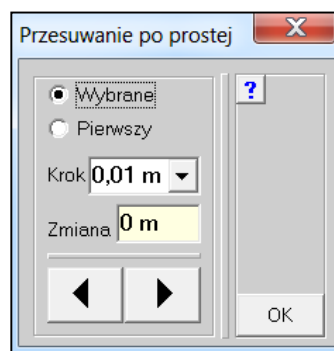 Przesuwanie po prostej
Wybrane
?
Pierwszy
Krok 0,01 m
Zmiana 0 m
OK